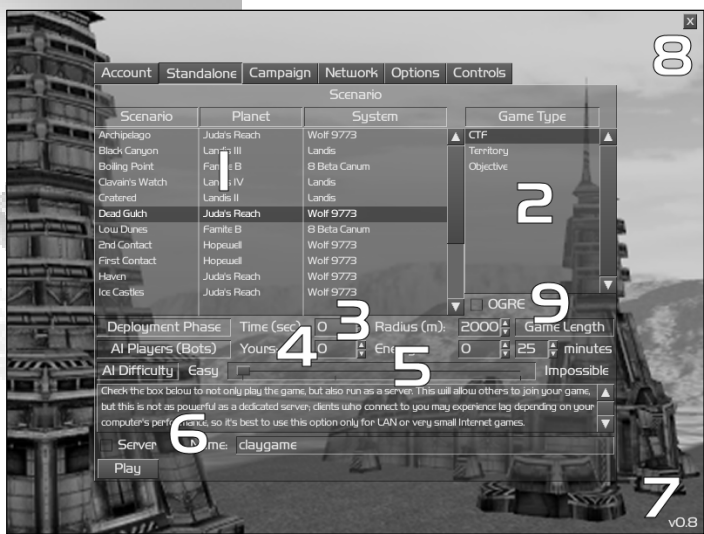 x
8
Account Standalone Campaign Network Options Controls
Scenario
Scenario Planet System Game Type
Archipelago Juda's Reach Wolf 9773 CTF
Black Canyon Landis III Landis Territory
Boiling Point Famite B 8 Beta Canum Objective
Clavain's Watch Landis IV Landis
1
2
Cratered Landis II Landis
Dead Gulch Juda's Reach Wolf 9773
Low Dunes Famite B 8 Beta Canum
2nd Contact Hopewell Wolf 9773
First Contact Hopewell Wolf 9773
Haven Juda's Reach Wolf 9773
Ice Castles Juda's Reach Wolf 9773
OGRE
9
3
Deployment Phase Time (sec) 0 Radius (m): 2000 Game Length
4
AI Players (Bots) Yours: 0 Enemy 0 25 minutes
5
AI Difficulty Easy Impossible
Check the box below to not only play the game, but also run as a server. This will allow others to join your game,
but this is not as powerful as a dedicated server; clients who connect to you may experience lag depending on your
computer's performance, so it's best to use this option only for LAN or very small Internet games.
6
Server Name: claygame
Play
7
v0.8